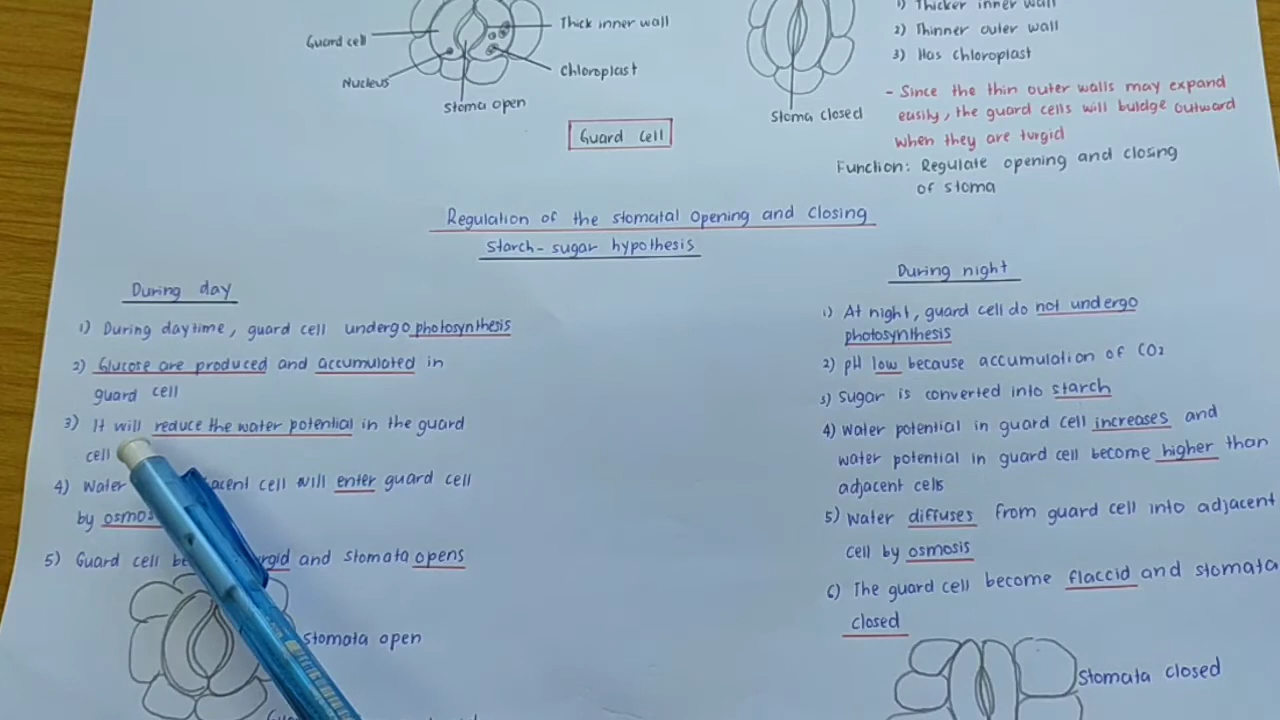 Guard cell
Thick inner wall
Nucleus
Chloroplast
Stoma open
Guard cell
Stoma closed
1) Thicker inner wall
2) Thinner outer wall
3) Has chloroplast
- Since the thin outer walls may expand
easily, the guard cells will buldge outward
when they are turgid
Function: Regulate opening and closing
of stoma
Regulation of the stomatal opening and closing
Starch-sugar hypothesis
During day
1) During daytime, guard cell undergo photosynthesis
2) Glucose are produced and accumulated in
guard cell
3) It will reduce the water potential in the guard
cell
4) Water cell will enter guard cell
by
5) Guard cell and stomata opens
Stomata open
During night
1) At night, guard cell do not undergo
photosynthesis
2) pH low because accumulation of CO2
3) Sugar is converted into starch
4) Water potential in guard cell increases and
water potential in guard cell become higher than
adjacent cells
5) Water diffuses from guard cell into adjacent
cell by osmosis
6) The guard cell become flaccid and stomata
closed
Stomata closed